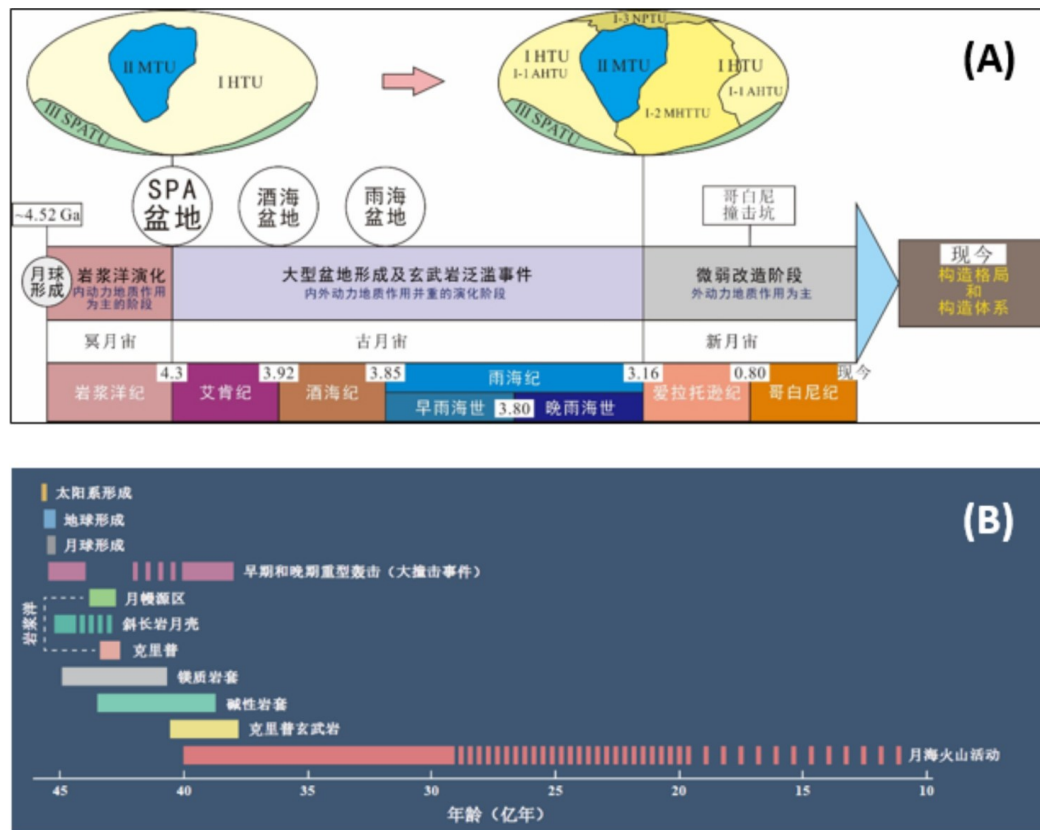 (A)
II MTU
I HTU
III SPATU
I-3 NPTU
I HTU
I-1 AHTU
II MTU
I HTU
I-1 AHTU
I-2 MHTTU
III SPATU
~4.52 Ga
SPA
盆地
酒海
盆地
雨海
盆地
哥白尼
撞击坑
月球
形成
岩浆洋演化
内动力地质作用
为主的阶段
大型盆地形成及玄武岩泛滥事件
内外动力地质作用并重的演化阶段
微弱改造阶段
外动力地质作用为主
现今
构造格局
和
构造体系
冥月宙
古月宙
新月宙
4.3
3.92
3.85
3.16
0.80
现今
岩浆洋纪
艾肯纪
酒海纪
雨海纪
早雨海世
3.80
晚雨海世
爱拉托逊纪
哥白尼纪
(B)
太阳系形成
地球形成
月球形成
早期和晚期重型轰击（大撞击事件）
岩浆洋
月幔源区
斜长岩月壳
克里普
镁质岩套
碱性岩套
克里普玄武岩
月海火山活动
45
40
35
30
25
20
15
10
年龄（亿年）